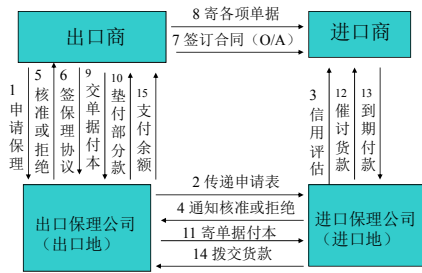 8 寄各项单据
出口商
7 签订合同（O/A）
进口商
1
申请保理
5
核准或拒绝
6
签保理协议
9
交单据付本
10
垫付部分款
15
支付余额
3
信用评估
12
催讨货款
13
到期付款
2 传递申请表
4 通知核准或拒绝
出口保理公司
（出口地）
进口保理公司
（进口地）
11 寄单据付本
14 拨交货款